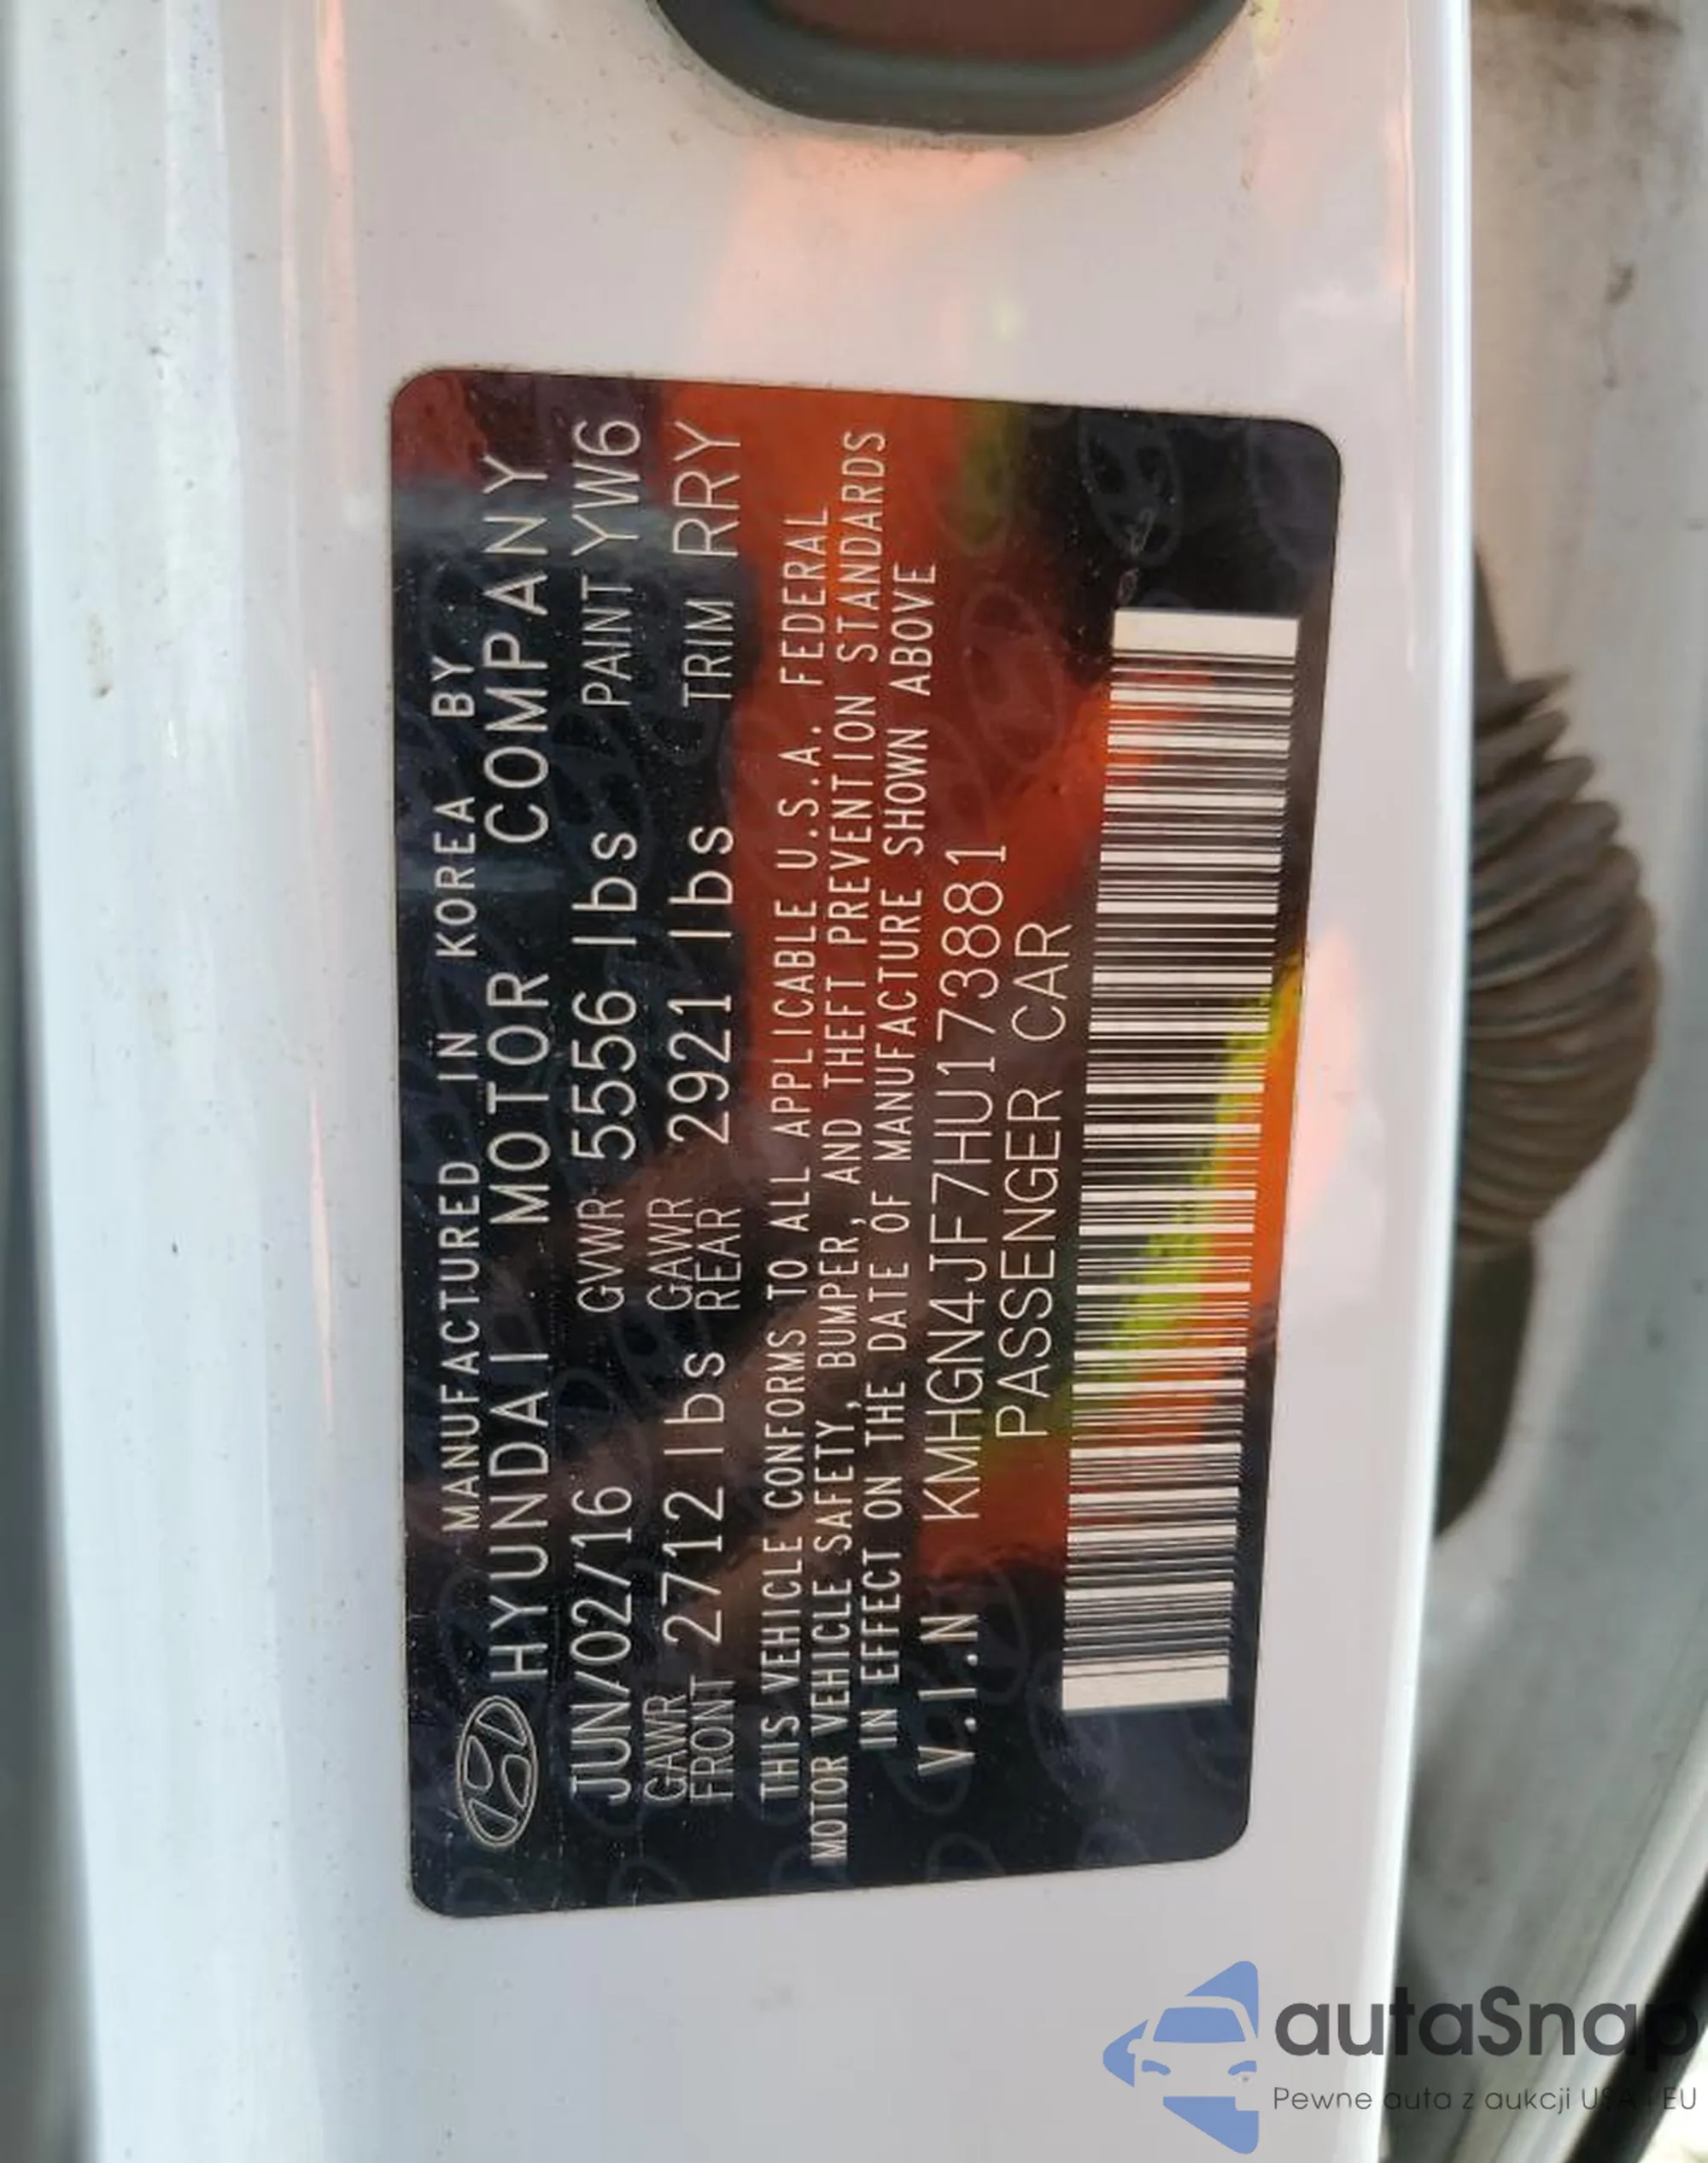 MANUFACTURED IN KOREA BY
HYUNDAI MOTOR COMPANY
JUN/02/16 GVWR 5556 lbs PAINT YW6
GAWR FRONT 2712 lbs GAWR REAR 2921 lbs TRIM RRY
THIS VEHICLE CONFORMS TO ALL APPLICABLE U.S.A. FEDERAL
MOTOR VEHICLE SAFETY, BUMPER, AND THEFT PREVENTION STANDARDS
IN EFFECT ON THE DATE OF MANUFACTURE SHOWN ABOVE
V.I.N KMHGN4JF7HU173881
PASSENGER CAR
autaSnap
Pewne auta z aukcji USA i EU